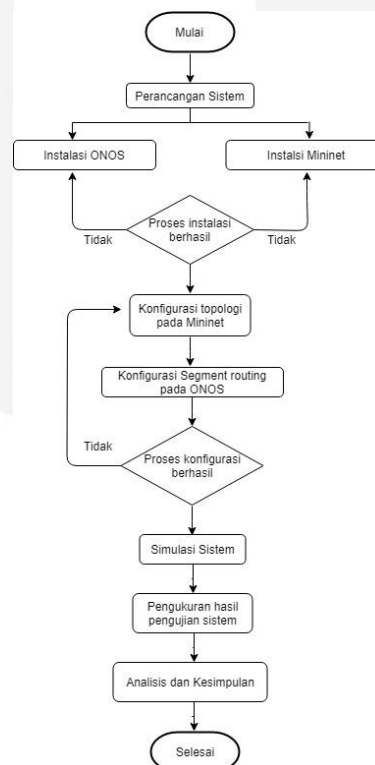 Mulai
Perancangan Sistem
Instalasi ONOS
Instalsi Mininet
Proses instalasi
berhasil
Tidak
Tidak
Konfigurasi topologi
pada Mininet
Konfigurasi Segment routing
pada ONOS
Tidak
Proses konfigurasi
berhasil
Simulasi Sistem
Pengukuran hasil
pengujian sistem
Analisis dan Kesimpulan
Selesai